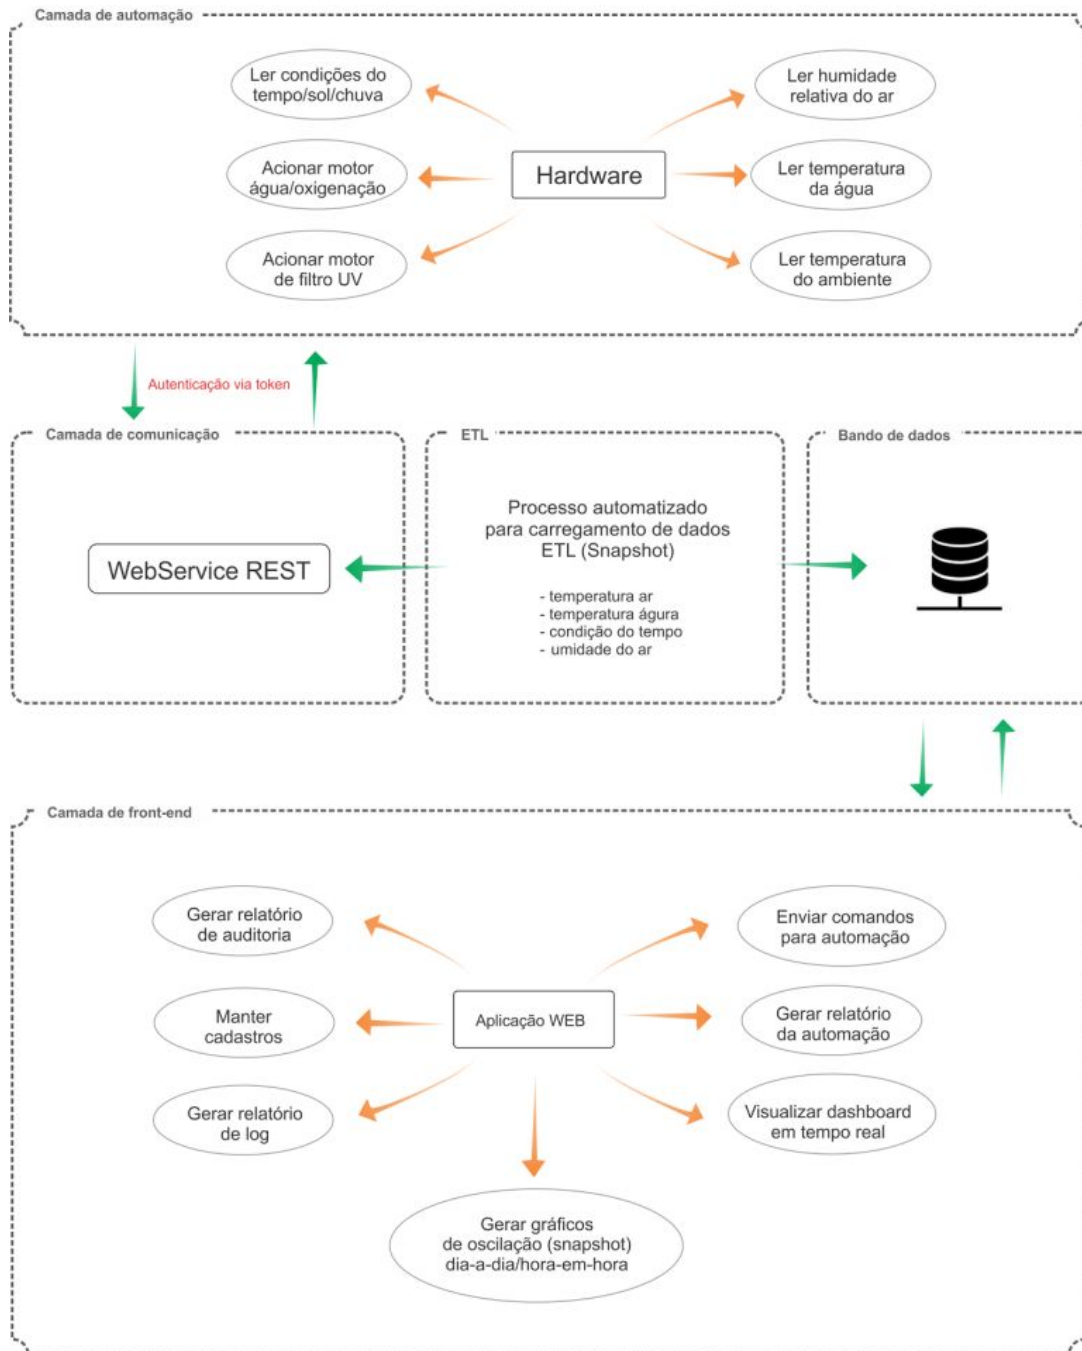 Camada de automação
Ler condições do
tempo/sol/chuva
Ler humidade
relativa do ar
Acionar motor
água/oxigenação
Hardware
Ler temperatura
da água
Acionar motor
de filtro UV
Ler temperatura
do ambiente
Autenticação via token
Camada de comunicação
WebService REST
ETL
Processo automatizado
para carregamento de dados
ETL (Snapshot)
- temperatura ar
- temperatura águra
- condição do tempo
- umidade do ar
Bando de dados
Camada de front-end
Gerar relatório
de auditoria
Enviar comandos
para automação
Manter
cadastros
Aplicação WEB
Gerar relatório
da automação
Gerar relatório
de log
Visualizar dashboard
em tempo real
Gerar gráficos
de oscilação (snapshot)
dia-a-dia/hora-em-hora